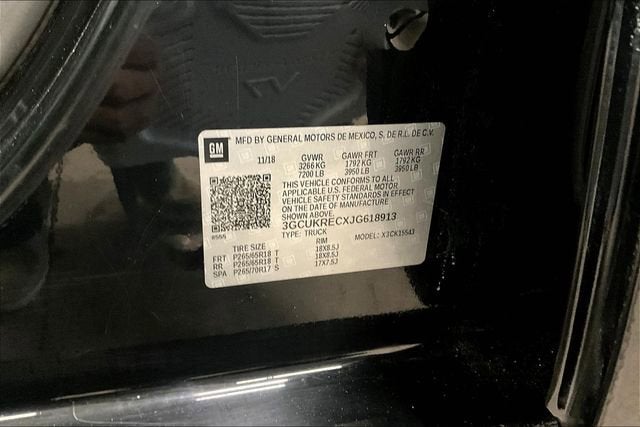 GM
MFD BY GENERAL MOTORS DE MEXICO, S. DE R.L. DE C.V.
11/18 GVWR GAWR FRT GAWR RR
3266 KG 1792 KG 1792 KG
7200 LB 3950 LB 3950 LB
THIS VEHICLE CONFORMS TO ALL
APPLICABLE U.S. FEDERAL MOTOR
VEHICLE SAFETY STANDARDS IN EFFECT
ON THE DATE OF MANUFACTURE
SHOWN ABOVE.
3GCUKRECXJG618913
TYPE: TRUCK MODEL: X3CK15543
TIRE SIZE RIM
FRT P265/65R18 T 18X8.5J
RR P265/65R18 T 18X8.5J
SPA P265/70R17 S 17X7.5J